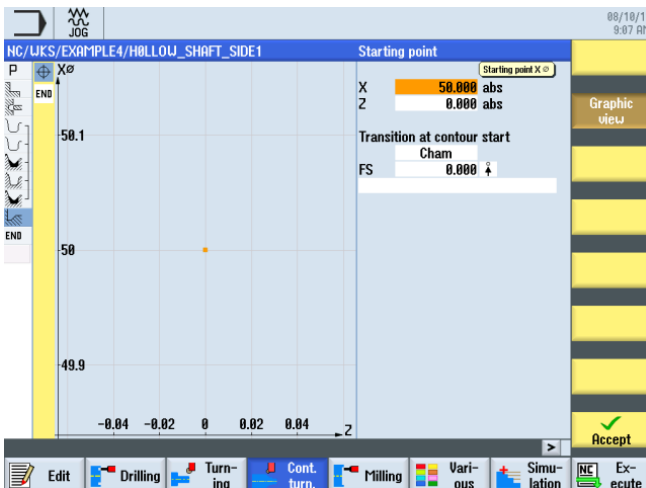 08/10/1
9:07 AM
JOG
NC/WKS/EXAMPLE4/HOLLOW_SHAFT_SIDE1
Starting point
P
X⌀
Starting point X ⌀
END
X 50.000 abs
Z 0.000 abs
Graphic
view
Transition at contour start
Cham
FS 0.000
50.1
END
50
49.9
-0.04 -0.02 0 0.02 0.04 Z
>
Accept
Edit
Drilling
Turn-
ing
Cont.
turn.
Milling
Vari-
ous
Simu-
lation
NC
Ex-
ecute